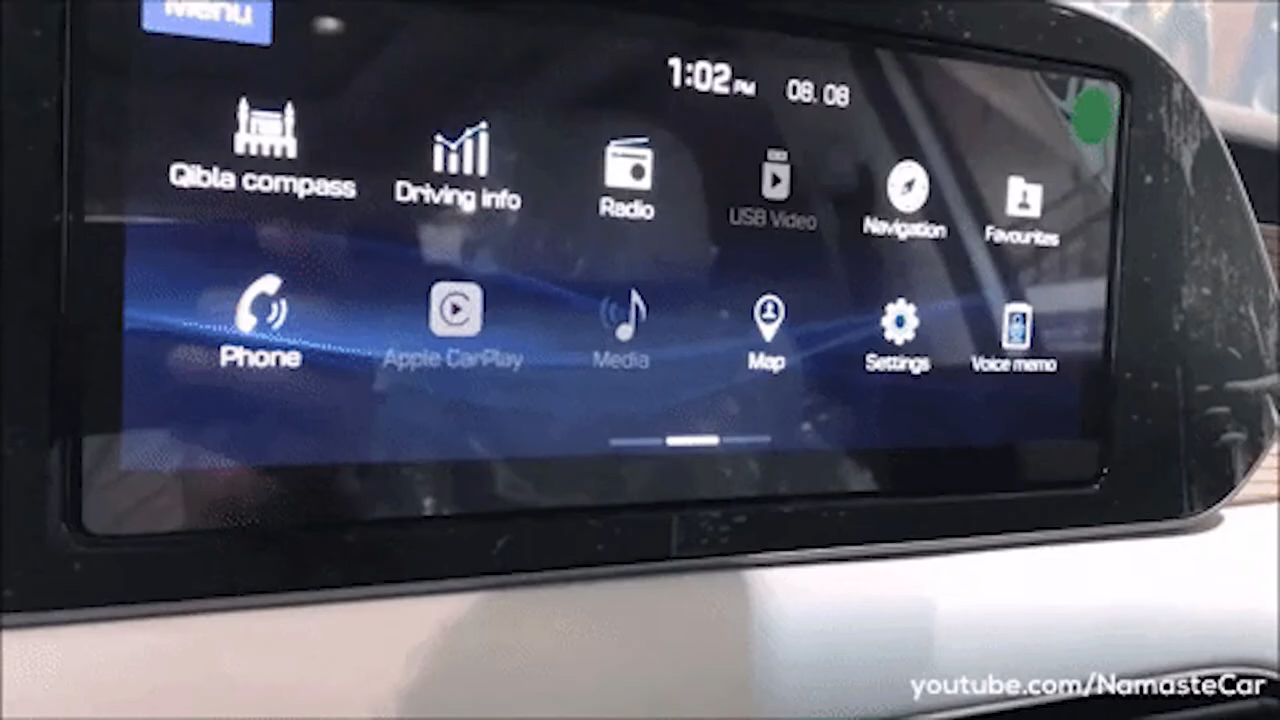 Menu
1:02 PM 08. 08
Qibla compass
Driving info
Radio
USB Video
Navigation
Favourites
Phone
Apple CarPlay
Media
Map
Settings
Voice memo
youtube.com/NamasteCar